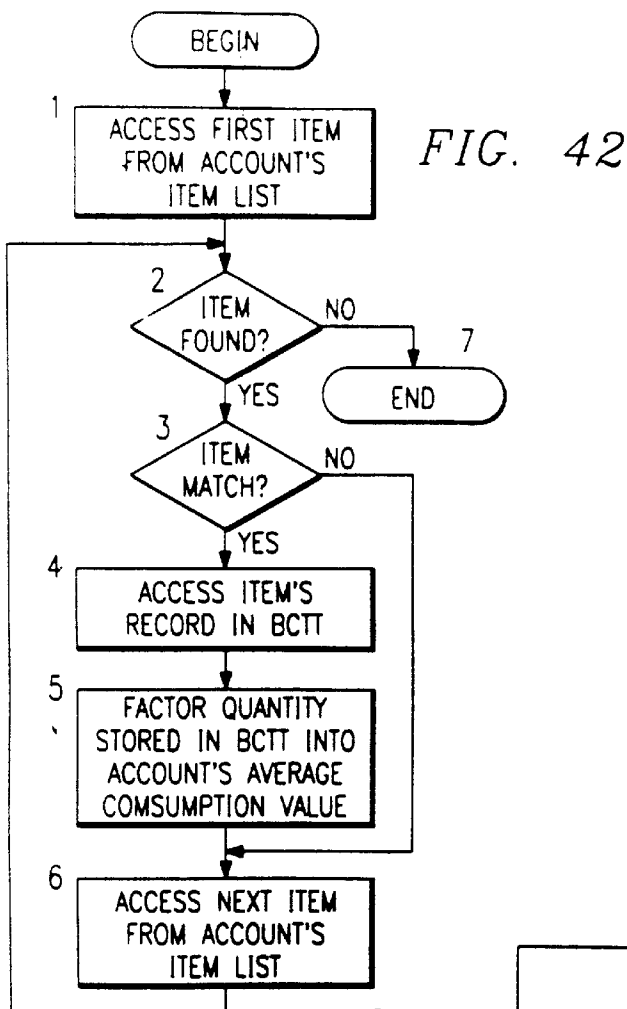 BEGIN
1
ACCESS FIRST ITEM
FROM ACCOUNT'S
ITEM LIST
FIG. 42
2
ITEM
FOUND?
NO
7
END
YES
3
ITEM
MATCH?
NO
YES
4
ACCESS ITEM'S
RECORD IN BCTT
5
FACTOR QUANTITY
STORED IN BCTT INTO
ACCOUNT'S AVERAGE
COMSUMPTION VALUE
6
ACCESS NEXT ITEM
FROM ACCOUNT'S
ITEM LIST